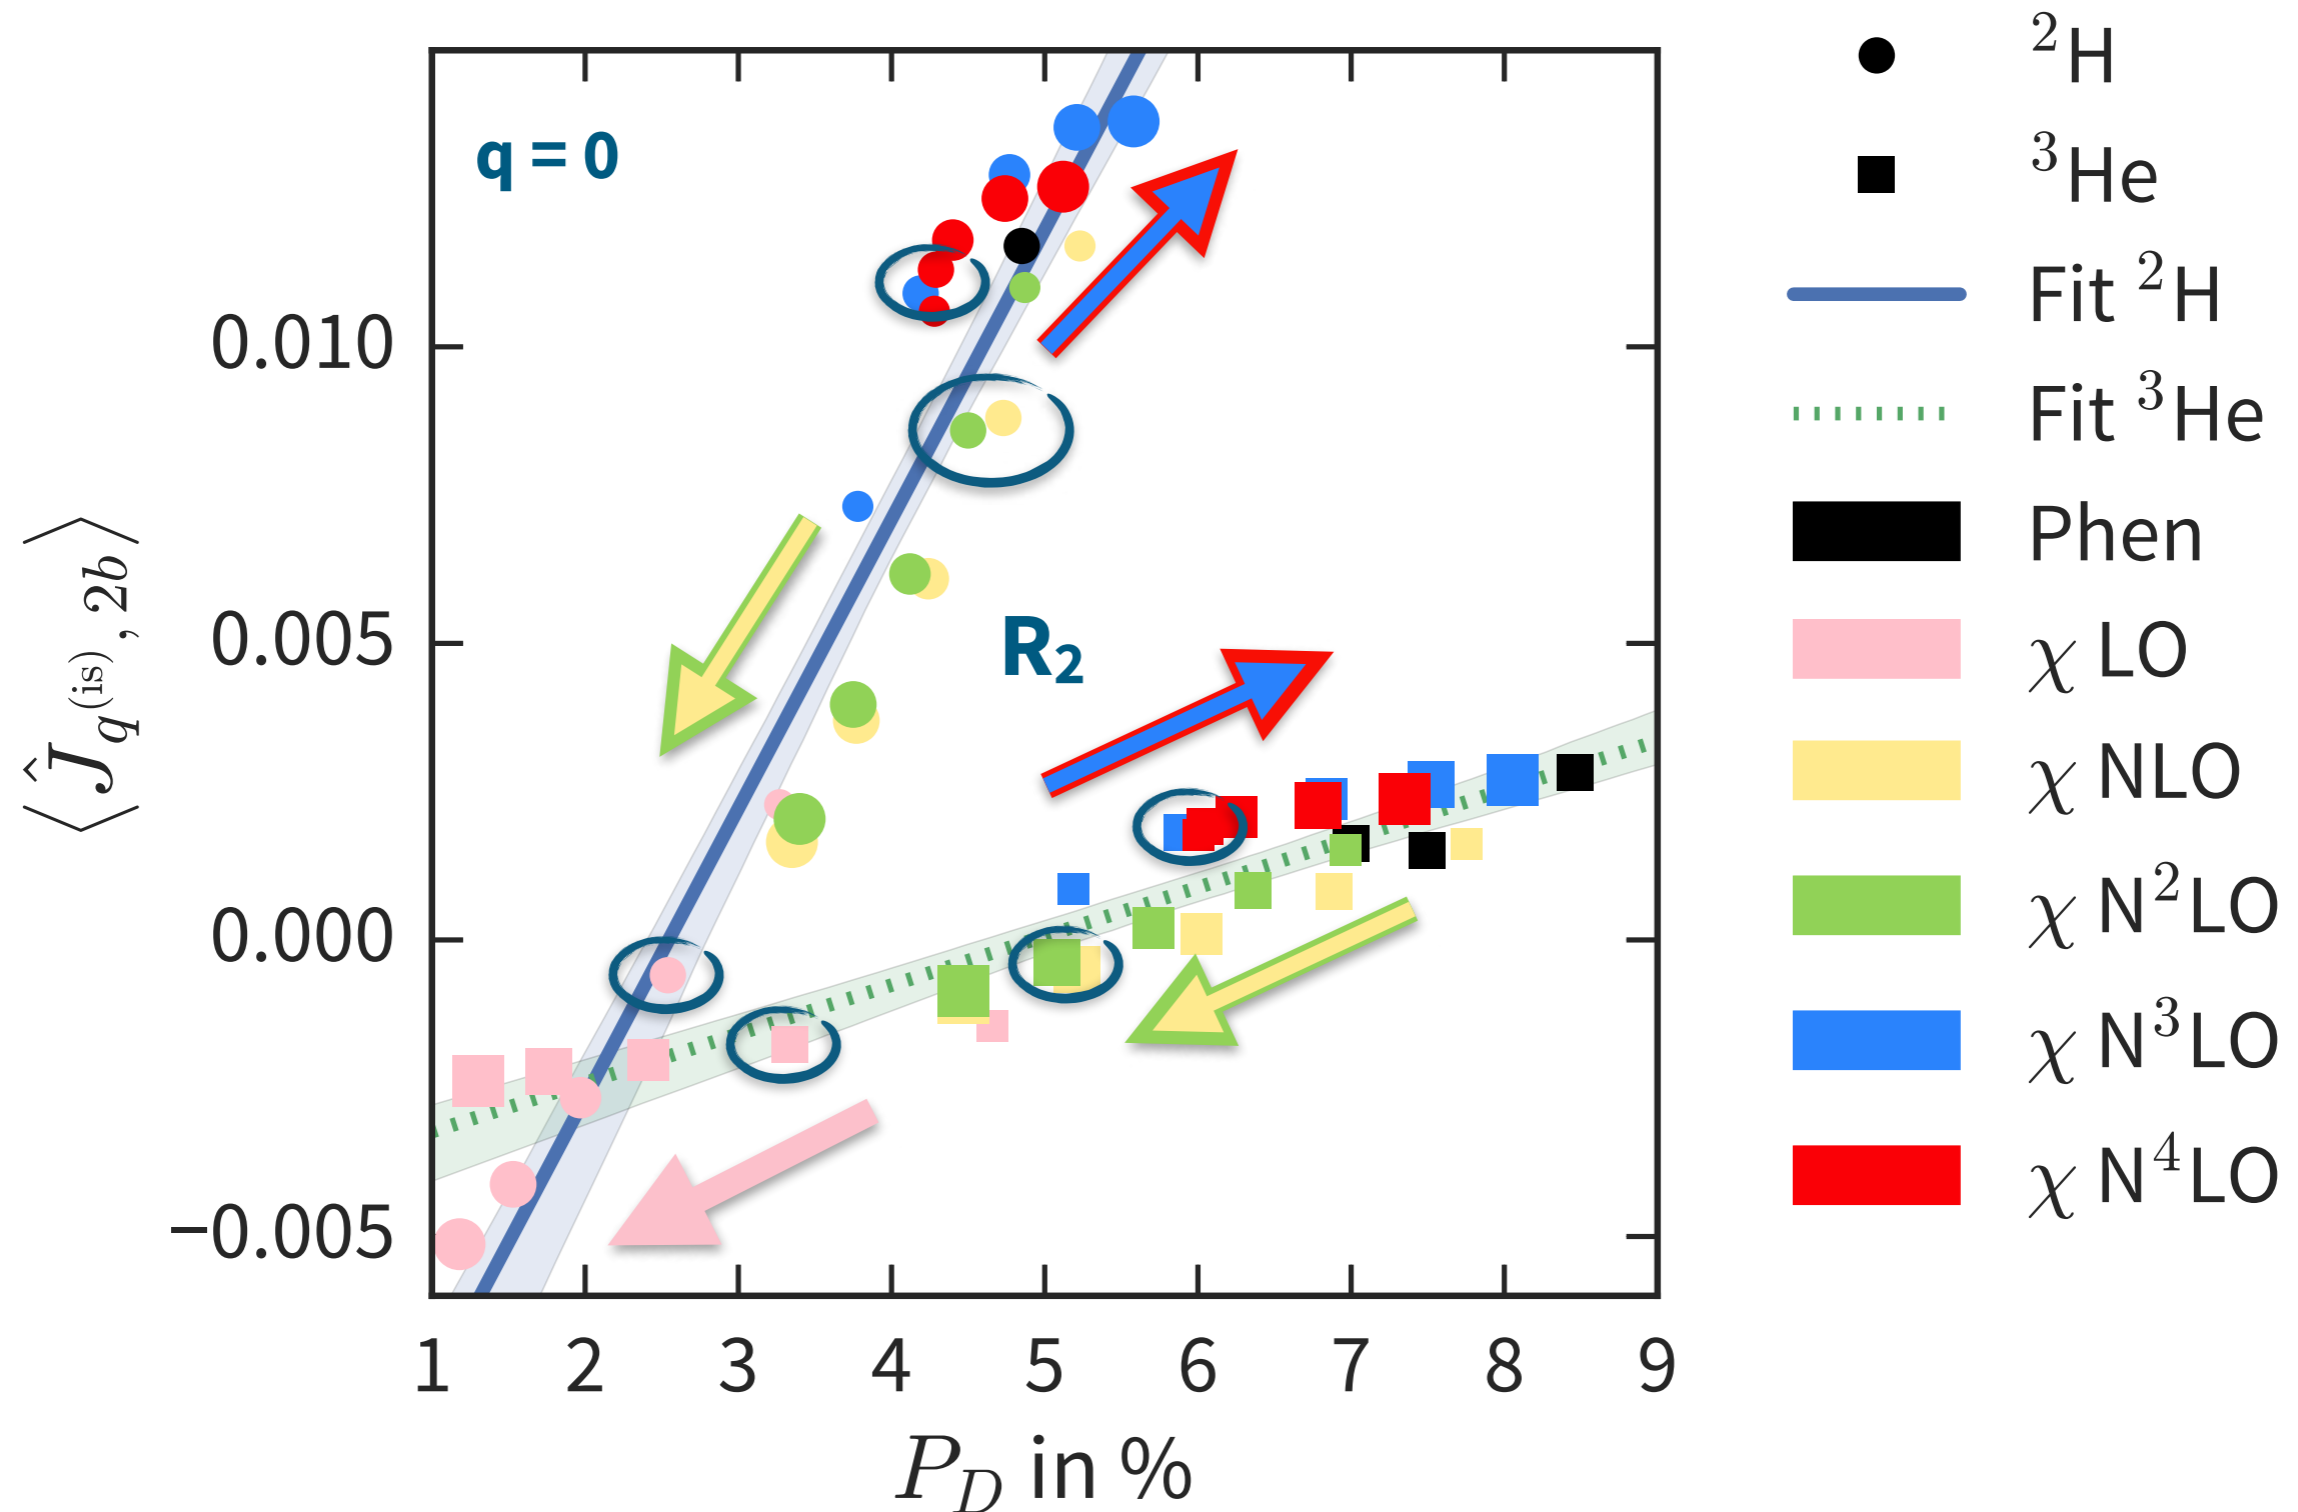 q = 0
R₂
0.010
0.005
0.000
−0.005
⟨Ĵ_q^(is), 2b⟩
1 2 3 4 5 6 7 8 9
P_D in %
²H
³He
Fit ²H
Fit ³He
Phen
χ LO
χ NLO
χ N²LO
χ N³LO
χ N⁴LO